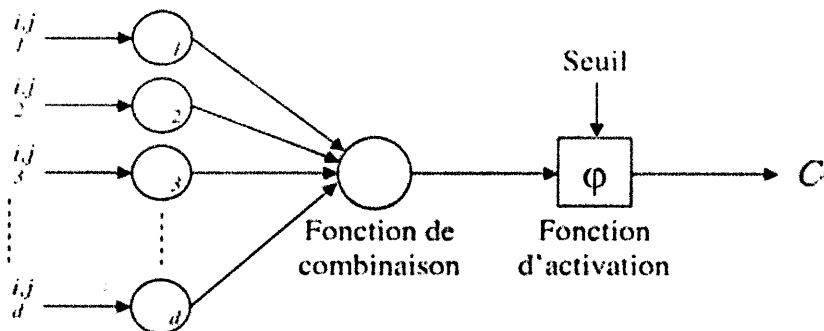 i,j
1
1
i,j
2
2
i,j
3
3
i,j
d
d
Seuil
φ
C
Fonction de
combinaison
Fonction
d'activation